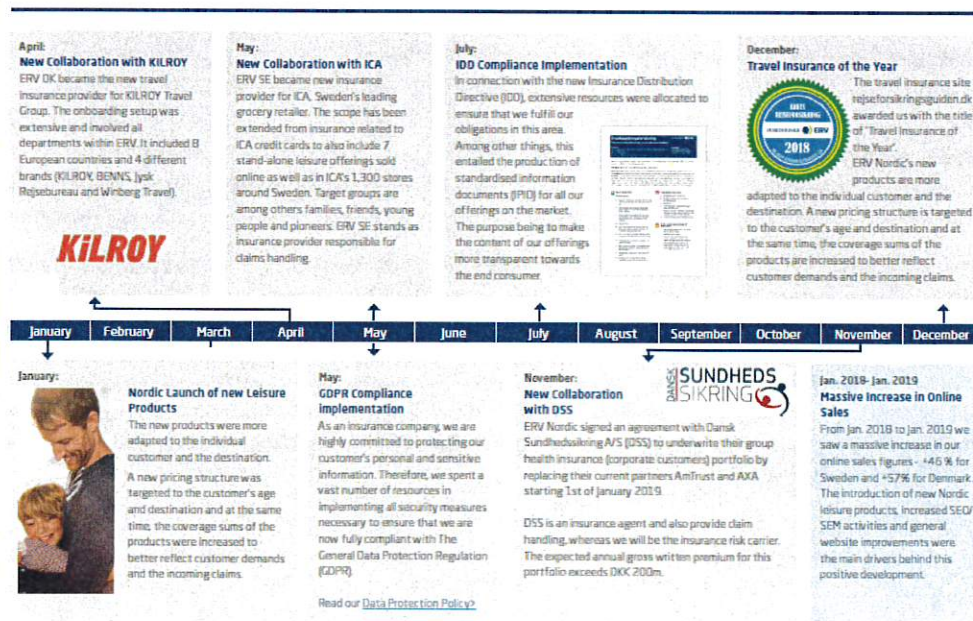 April:
New Collaboration with KILROY
ERV DK became the new travel
insurance provider for KILROY Travel
Group. The onboarding setup was
extensive and involved all
departments within ERV. It included 8
European countries and 4 different
brands (KILROY, BENNS, Jysk
Rejsebureau and Winberg Travel).
KiLROY
May:
New Collaboration with ICA
ERV SE became new insurance
provider for ICA, Sweden's leading
grocery retailer. The scope has been
extended from insurance related to
ICA credit cards to also include 7
stand-alone leisure offerings sold
online as well as in ICA's 1,300 stores
around Sweden. Target groups are
among others families, friends, young
people and pioneers. ERV SE stands as
insurance provider responsible for
claims handling.
July:
IDD Compliance Implementation
In connection with the new Insurance Distribution
Directive (IDD), extensive resources were allocated to
ensure that we fulfill our
obligations in this area.
Among other things, this
entailed the production of
standardised information
documents (IPID) for all our
offerings on the market.
The purpose being to make
the content of our offerings
more transparent towards
the end consumer.
December:
Travel Insurance of the Year
The travel insurance site
rejseforsikringsguiden.dk
awarded us with the title
of 'Travel Insurance of
the Year'.
ERV Nordic's new
products are more
adapted to the individual customer and the
destination. A new pricing structure is targeted
to the customer's age and destination and at
the same time, the coverage sums of the
products are increased to better reflect
customer demands and the incoming claims.
ERV
2018
January February March April May June July August September October November December
January:
Nordic Launch of new Leisure
Products
The new products were more
adapted to the individual
customer and the destination.
A new pricing structure was
targeted to the customer's age
and destination and at the same
time, the coverage sums of the
products were increased to
better reflect customer demands
and the incoming claims.
May:
GDPR Compliance
implementation
As an insurance company, we are
highly committed to protecting our
customer's personal and sensitive
information. Therefore, we spent a
vast number of resources in
implementing all security measures
necessary to ensure that we are
now fully compliant with The
General Data Protection Regulation
(GDPR).
Read our Data Protection Policy>
November:
New Collaboration
with DSS
DANSK
SUNDHEDS
SIKRING
ERV Nordic signed an agreement with Dansk
Sundhedssikring A/S (DSS) to underwrite their group
health insurance (corporate customers) portfolio by
replacing their current partners AmTrust and AXA
starting 1st of January 2019.
DSS is an insurance agent and also provide claim
handling, whereas we will be the insurance risk carrier.
The expected annual gross written premium for this
portfolio exceeds DKK 200m.
Jan. 2018- Jan. 2019
Massive Increase in Online
Sales
From Jan. 2018 to Jan. 2019 we
saw a massive increase in our
online sales figures - +46 % for
Sweden and +57% for Denmark.
The introduction of new Nordic
leisure products, increased SEO/
SEM activities and general
website improvements were
the main drivers behind this
positive development.